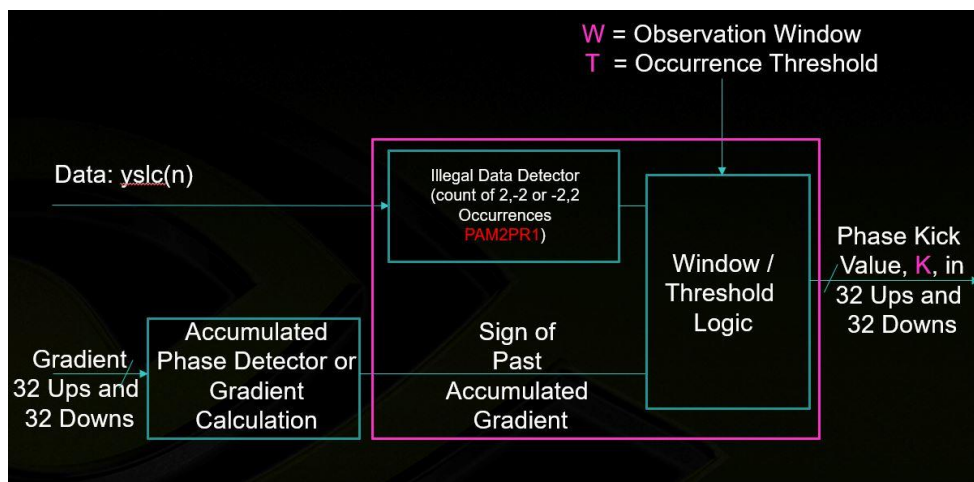 W = Observation Window
T = Occurrence Threshold
Data: yslc(n)
Illegal Data Detector
(count of 2,-2 or -2,2
Occurrences
PAM2PR1)
Window /
Threshold
Logic
Phase Kick
Value, K, in
32 Ups and
32 Downs
Gradient
32 Ups and
32 Downs
Accumulated
Phase Detector or
Gradient
Calculation
Sign of
Past
Accumulated
Gradient